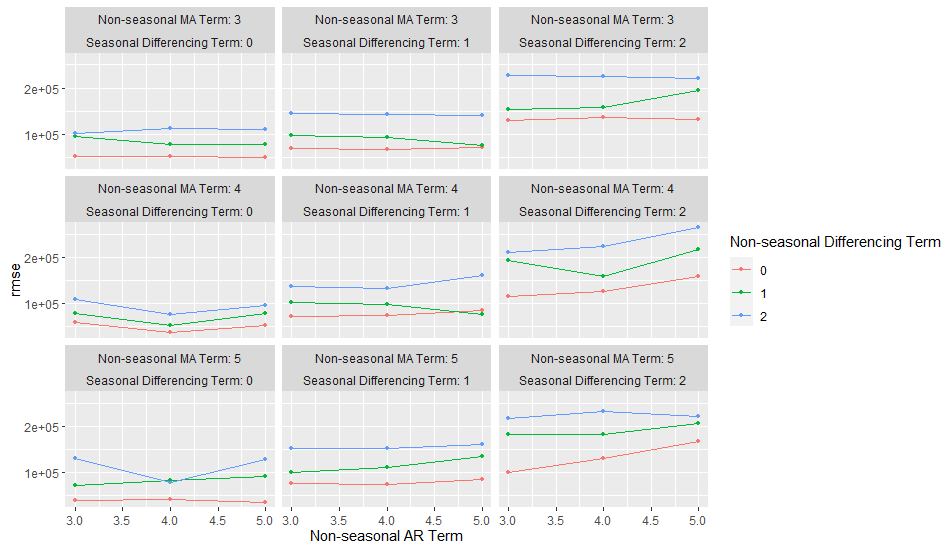 Non-seasonal MA Term: 3
Seasonal Differencing Term: 0
Non-seasonal MA Term: 3
Seasonal Differencing Term: 1
Non-seasonal MA Term: 3
Seasonal Differencing Term: 2
2e+05
1e+05
Non-seasonal MA Term: 4
Seasonal Differencing Term: 0
Non-seasonal MA Term: 4
Seasonal Differencing Term: 1
Non-seasonal MA Term: 4
Seasonal Differencing Term: 2
2e+05
1e+05
rmse
Non-seasonal MA Term: 5
Seasonal Differencing Term: 0
Non-seasonal MA Term: 5
Seasonal Differencing Term: 1
Non-seasonal MA Term: 5
Seasonal Differencing Term: 2
2e+05
1e+05
3.0 3.5 4.0 4.5 5.0
3.0 3.5 4.0 4.5 5.0
3.0 3.5 4.0 4.5 5.0
Non-seasonal AR Term
Non-seasonal Differencing Term
0
1
2